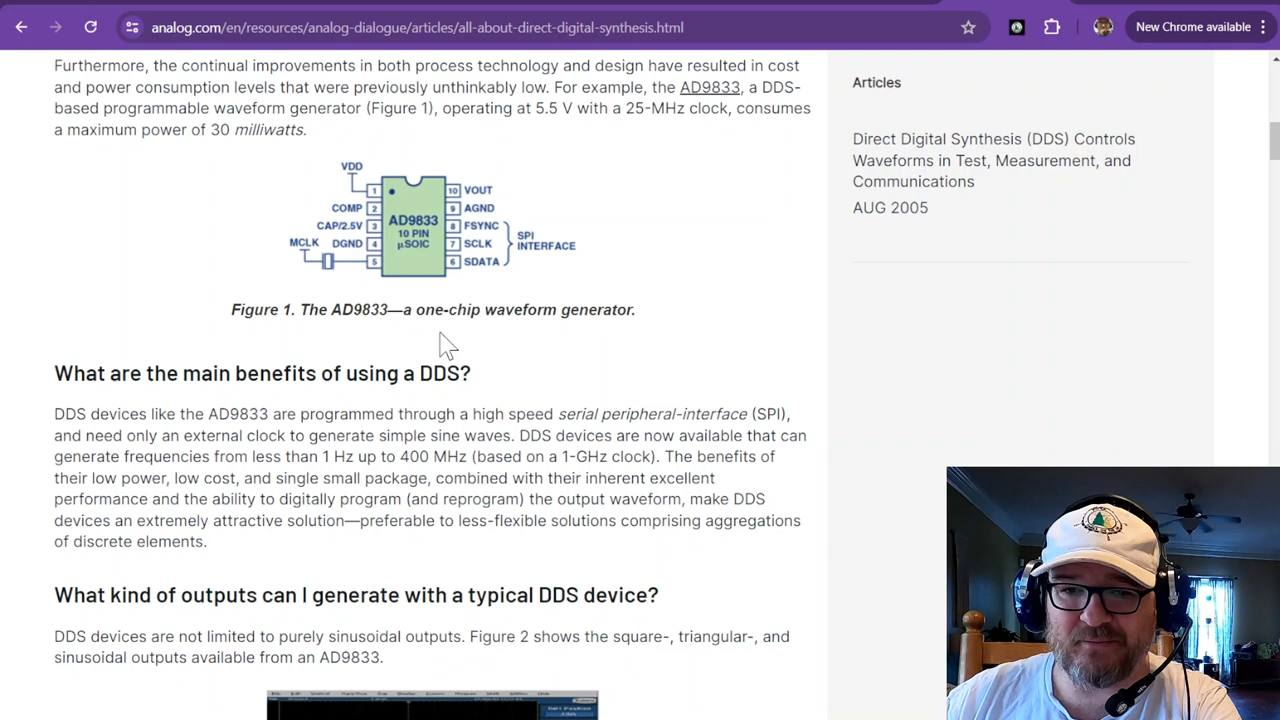 analog.com/en/resources/analog-dialogue/articles/all-about-direct-digital-synthesis.html
New Chrome available
Furthermore, the continual improvements in both process technology and design have resulted in cost
and power consumption levels that were previously unthinkably low. For example, the AD9833, a DDS-
based programmable waveform generator (Figure 1), operating at 5.5 V with a 25-MHz clock, consumes
a maximum power of 30 milliwatts.
VDD
1
10 VOUT
COMP 2
9 AGND
CAP/2.5V 3
8 FSYNC
MCLK
DGND 4
7 SCLK
5
6 SDATA
AD9833
10 PIN
µSOIC
SPI
INTERFACE
Figure 1. The AD9833—a one-chip waveform generator.
What are the main benefits of using a DDS?
DDS devices like the AD9833 are programmed through a high speed serial peripheral-interface (SPI),
and need only an external clock to generate simple sine waves. DDS devices are now available that can
generate frequencies from less than 1 Hz up to 400 MHz (based on a 1-GHz clock). The benefits of
their low power, low cost, and single small package, combined with their inherent excellent
performance and the ability to digitally program (and reprogram) the output waveform, make DDS
devices an extremely attractive solution—preferable to less-flexible solutions comprising aggregations
of discrete elements.
What kind of outputs can I generate with a typical DDS device?
DDS devices are not limited to purely sinusoidal outputs. Figure 2 shows the square-, triangular-, and
sinusoidal outputs available from an AD9833.
Articles
Direct Digital Synthesis (DDS) Controls
Waveforms in Test, Measurement, and
Communications
AUG 2005